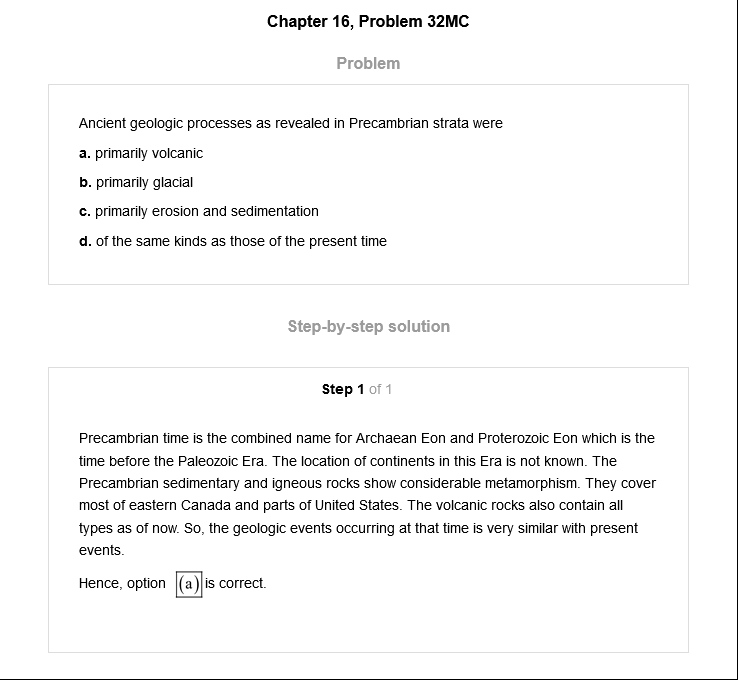 Chapter 16, Problem 32MC
Problem
Ancient geologic processes as revealed in Precambrian strata were
a. primarily volcanic
b. primarily glacial
c. primarily erosion and sedimentation
d. of the same kinds as those of the present time
Step-by-step solution
Step 1 of 1
Precambrian time is the combined name for Archaean Eon and Proterozoic Eon which is the
time before the Paleozoic Era. The location of continents in this Era is not known. The
Precambrian sedimentary and igneous rocks show considerable metamorphism. They cover
most of eastern Canada and parts of United States. The volcanic rocks also contain all
types as of now. So, the geologic events occurring at that time is very similar with present
events.
Hence, option (a) is correct.